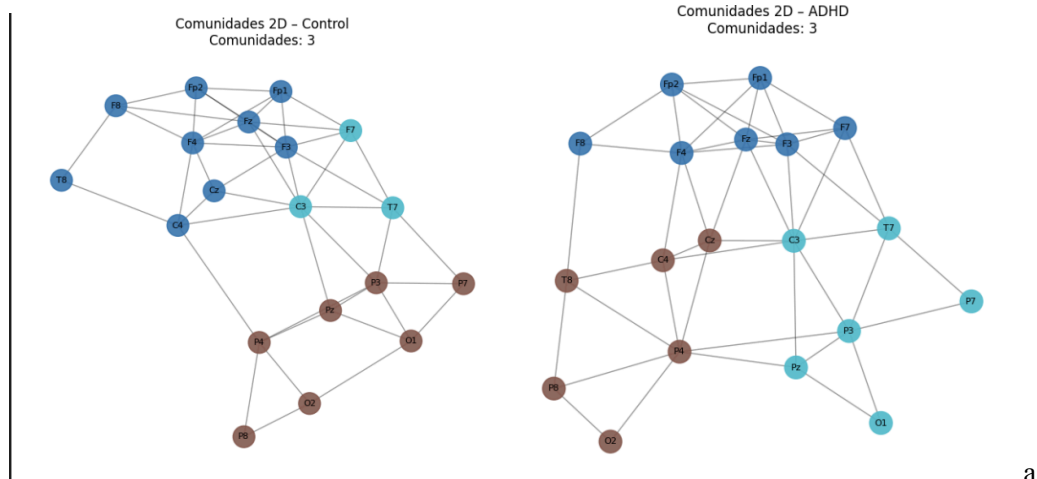 Comunidades 2D – Control
Comunidades: 3
Fp2
Fp1
F8
Fz
F7
F4
F3
T8
Cz
C3
T7
C4
P3
P7
Pz
P4
O1
O2
P8
Comunidades 2D – ADHD
Comunidades: 3
Fp2
Fp1
F7
F8
Fz
F3
F4
T7
Cz
C3
C4
T8
P7
P3
P4
Pz
P8
O1
O2
a